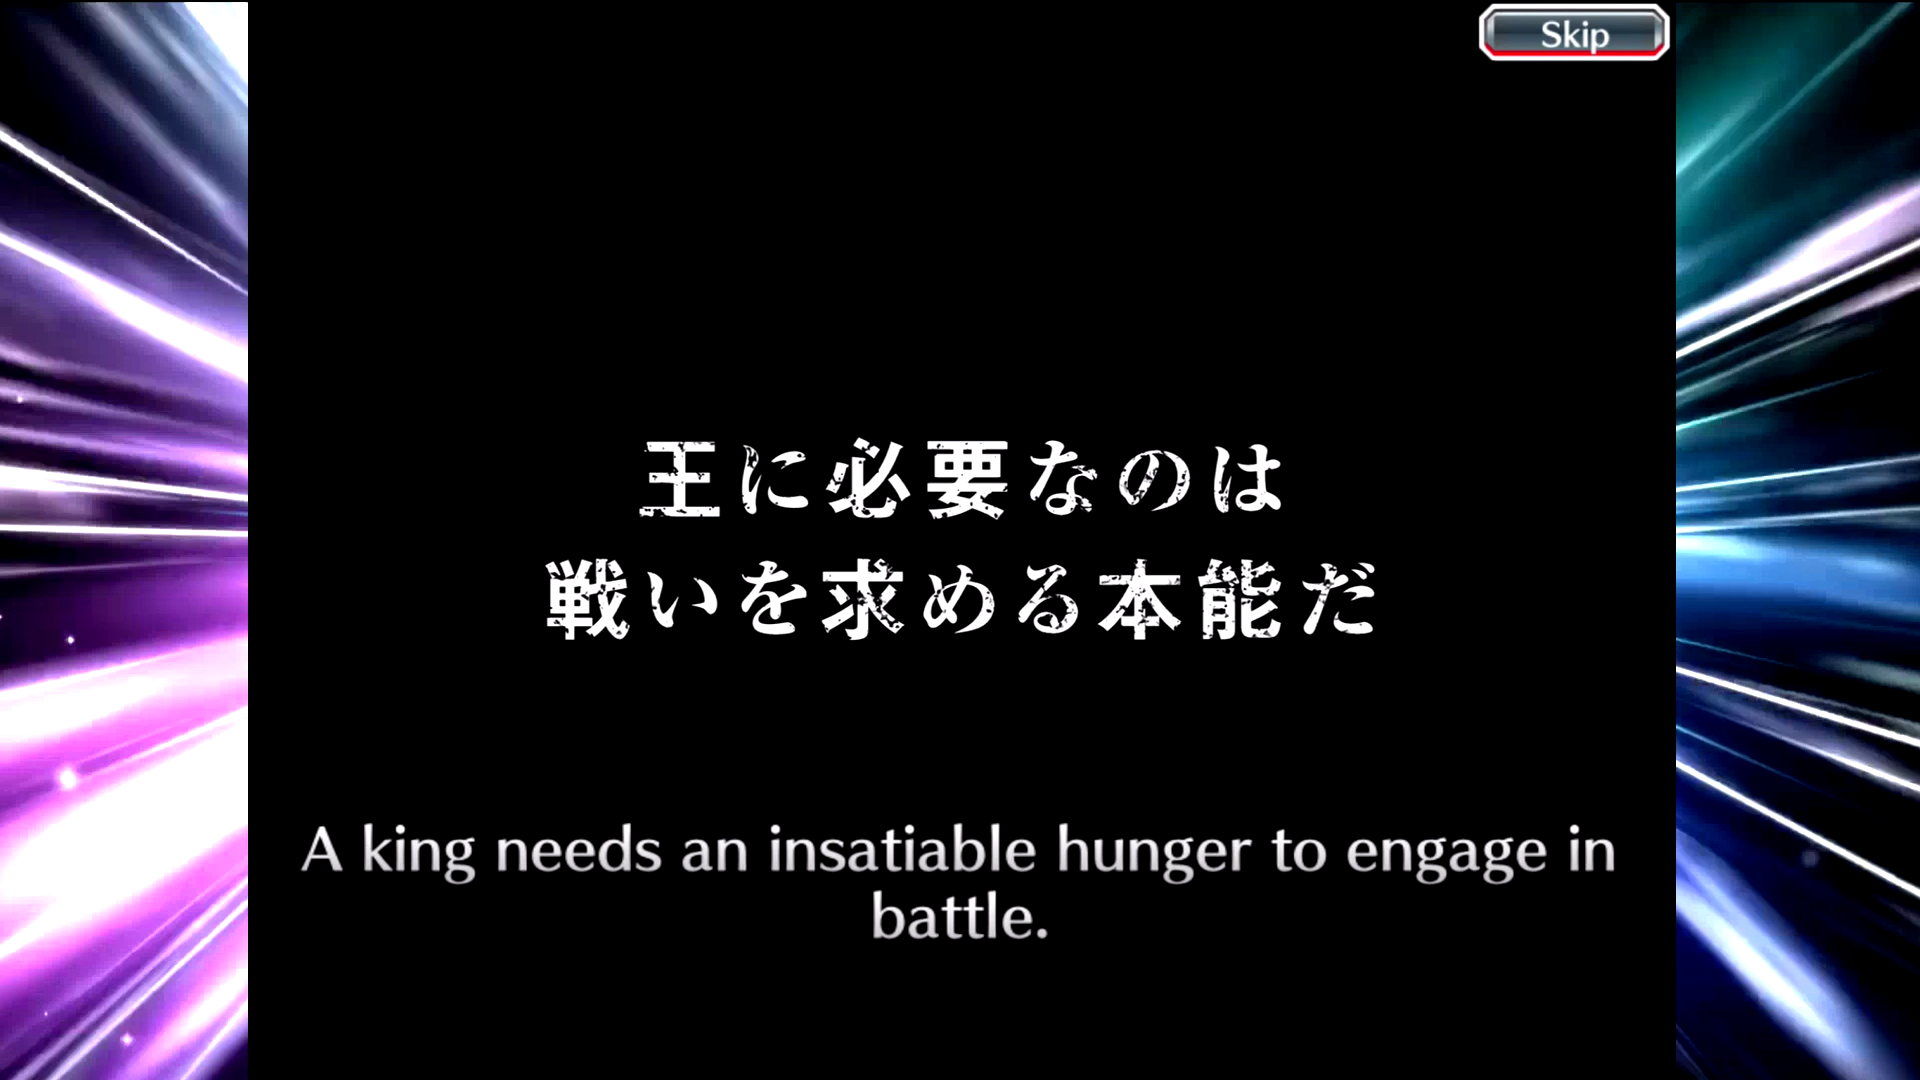 Skip
王に必要なのは
戦いを求める本能だ
A king needs an insatiable hunger to engage in
battle.